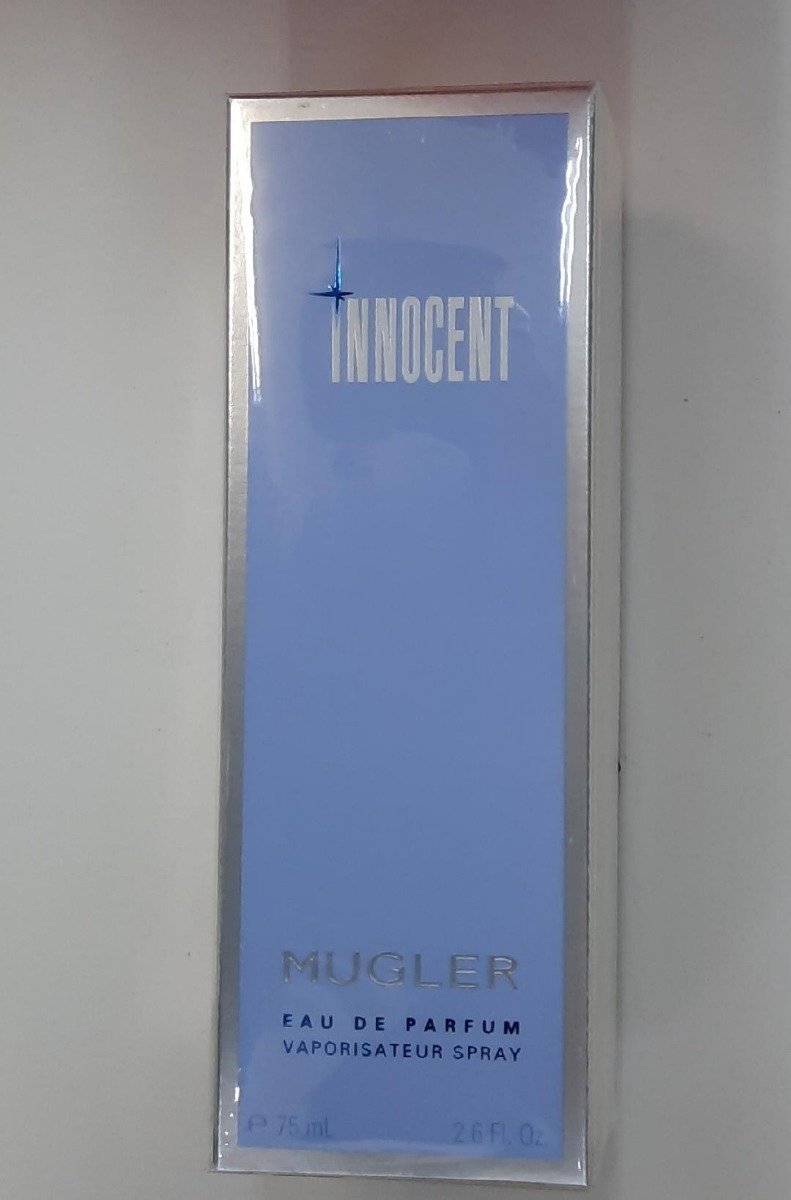 INNOCENT
MUGLER
EAU DE PARFUM
VAPORISATEUR SPRAY
℮ 75 mL 2.6 Fl. Oz.